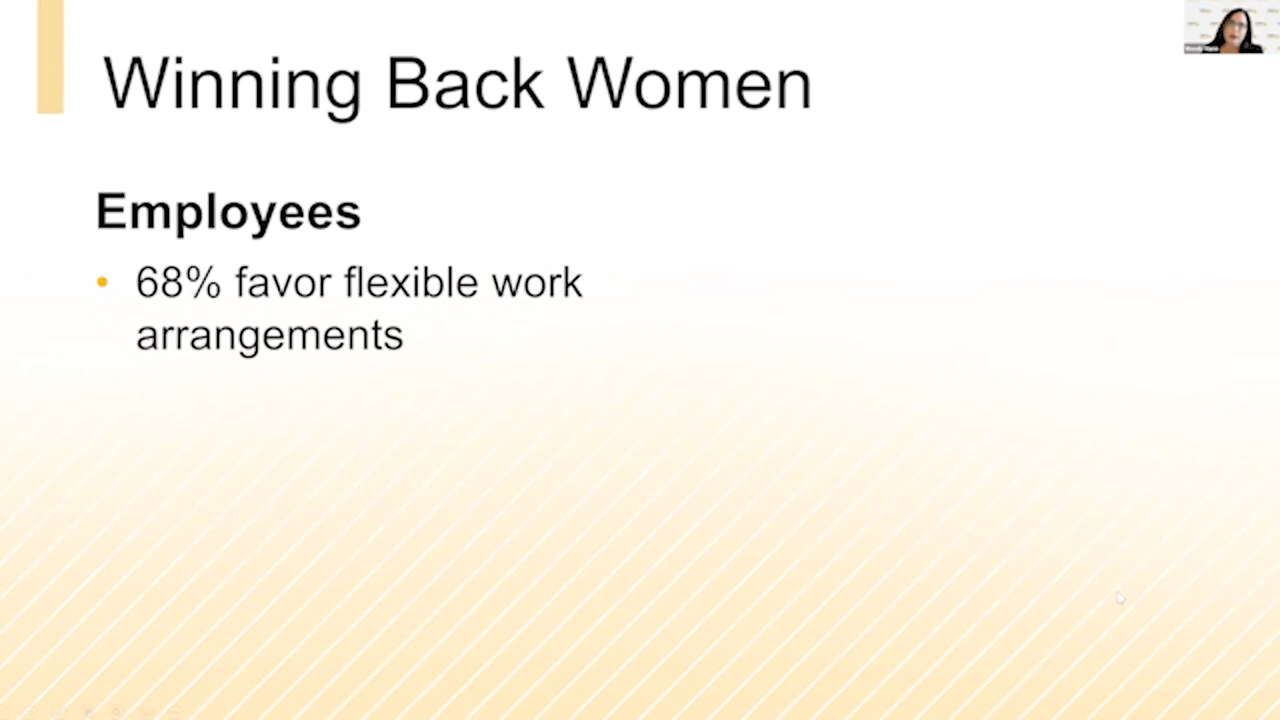 Winning Back Women
Employees
• 68% favor flexible work
arrangements